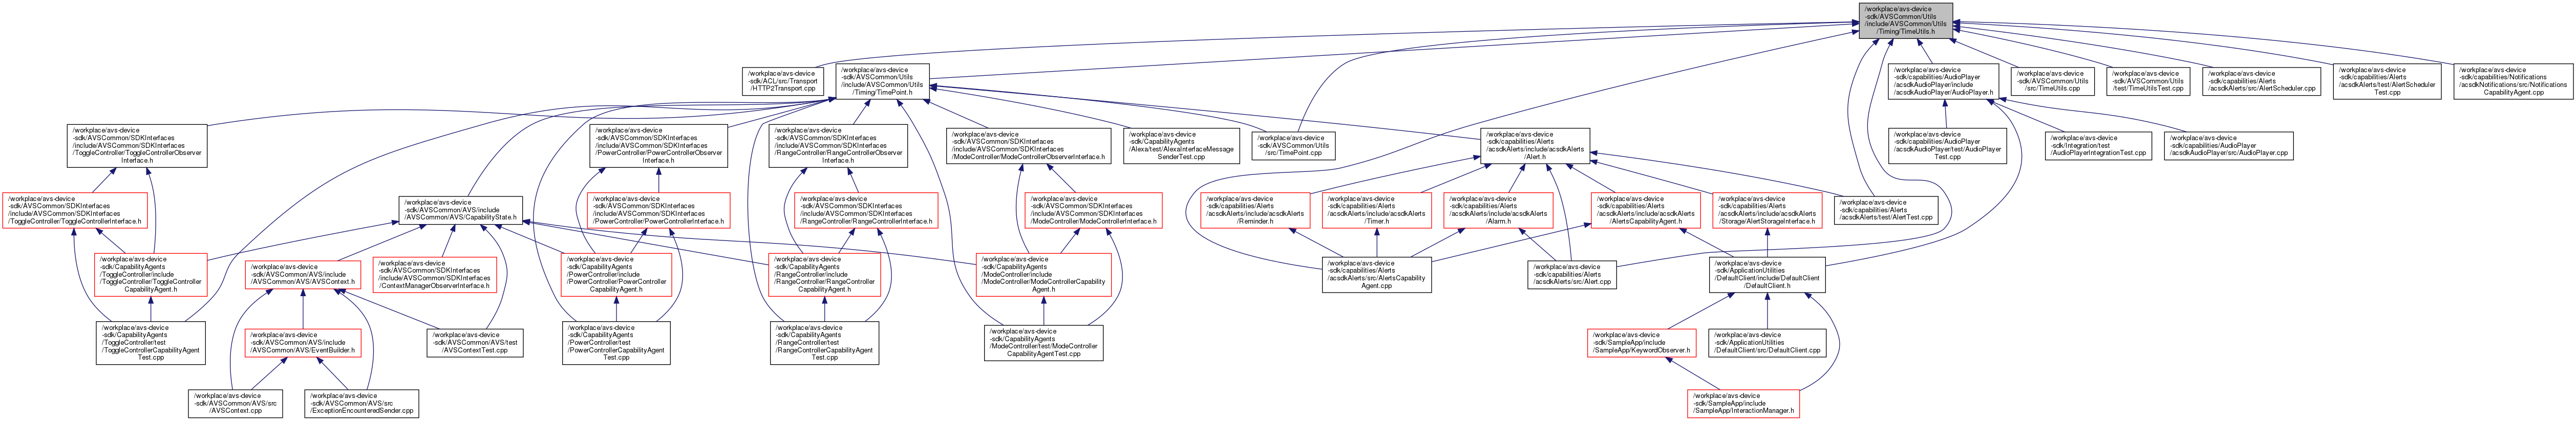 /workplace/avs-device
-sdk/AVSCommon/Utils
/include/AVSCommon/Utils
/Timing/TimeUtils.h
/workplace/avs-device
-sdk/ACL/src/Transport
/HTTP2Transport.cpp
/workplace/avs-device
-sdk/AVSCommon/Utils
/include/AVSCommon/Utils
/Timing/TimePoint.h
/workplace/avs-device
-sdk/capabilities/AudioPlayer
/acsdkAudioPlayer/include
/acsdkAudioPlayer/AudioPlayer.h
/workplace/avs-device
-sdk/AVSCommon/Utils
/src/TimeUtils.cpp
/workplace/avs-device
-sdk/AVSCommon/Utils
/test/TimeUtilsTest.cpp
/workplace/avs-device
-sdk/capabilities/Alerts
/acsdkAlerts/src/AlertScheduler.cpp
/workplace/avs-device
-sdk/capabilities/Alerts
/acsdkAlerts/test/AlertScheduler
Test.cpp
/workplace/avs-device
-sdk/capabilities/Notifications
/acsdkNotifications/src/Notifications
CapabilityAgent.cpp
/workplace/avs-device
-sdk/AVSCommon/SDKInterfaces
/include/AVSCommon/SDKInterfaces
/ToggleController/ToggleControllerObserver
Interface.h
/workplace/avs-device
-sdk/AVSCommon/SDKInterfaces
/include/AVSCommon/SDKInterfaces
/PowerController/PowerControllerObserver
Interface.h
/workplace/avs-device
-sdk/AVSCommon/SDKInterfaces
/include/AVSCommon/SDKInterfaces
/RangeController/RangeControllerObserver
Interface.h
/workplace/avs-device
-sdk/AVSCommon/SDKInterfaces
/include/AVSCommon/SDKInterfaces
/ModeController/ModeControllerObserverInterface.h
/workplace/avs-device
-sdk/CapabilityAgents
/Alexa/test/AlexaInterfaceMessage
SenderTest.cpp
/workplace/avs-device
-sdk/AVSCommon/Utils
/src/TimePoint.cpp
/workplace/avs-device
-sdk/capabilities/Alerts
/acsdkAlerts/include/acsdkAlerts
/Alert.h
/workplace/avs-device
-sdk/capabilities/AudioPlayer
/acsdkAudioPlayer/test/AudioPlayer
Test.cpp
/workplace/avs-device
-sdk/Integration/test
/AudioPlayerIntegrationTest.cpp
/workplace/avs-device
-sdk/capabilities/AudioPlayer
/acsdkAudioPlayer/src/AudioPlayer.cpp
/workplace/avs-device
-sdk/AVSCommon/SDKInterfaces
/include/AVSCommon/SDKInterfaces
/ToggleController/ToggleControllerInterface.h
/workplace/avs-device
-sdk/AVSCommon/AVS/include
/AVSCommon/AVS/CapabilityState.h
/workplace/avs-device
-sdk/AVSCommon/SDKInterfaces
/include/AVSCommon/SDKInterfaces
/PowerController/PowerControllerInterface.h
/workplace/avs-device
-sdk/AVSCommon/SDKInterfaces
/include/AVSCommon/SDKInterfaces
/RangeController/RangeControllerInterface.h
/workplace/avs-device
-sdk/AVSCommon/SDKInterfaces
/include/AVSCommon/SDKInterfaces
/ModeController/ModeControllerInterface.h
/workplace/avs-device
-sdk/capabilities/Alerts
/acsdkAlerts/include/acsdkAlerts
/Reminder.h
/workplace/avs-device
-sdk/capabilities/Alerts
/acsdkAlerts/include/acsdkAlerts
/Timer.h
/workplace/avs-device
-sdk/capabilities/Alerts
/acsdkAlerts/include/acsdkAlerts
/Alarm.h
/workplace/avs-device
-sdk/capabilities/Alerts
/acsdkAlerts/include/acsdkAlerts
/AlertsCapabilityAgent.h
/workplace/avs-device
-sdk/capabilities/Alerts
/acsdkAlerts/include/acsdkAlerts
/Storage/AlertStorageInterface.h
/workplace/avs-device
-sdk/capabilities/Alerts
/acsdkAlerts/test/AlertTest.cpp
/workplace/avs-device
-sdk/CapabilityAgents
/ToggleController/include
/ToggleController/ToggleController
CapabilityAgent.h
/workplace/avs-device
-sdk/AVSCommon/AVS/include
/AVSCommon/AVS/AVSContext.h
/workplace/avs-device
-sdk/AVSCommon/SDKInterfaces
/include/AVSCommon/SDKInterfaces
/ContextManagerObserverInterface.h
/workplace/avs-device
-sdk/CapabilityAgents
/PowerController/include
/PowerController/PowerController
CapabilityAgent.h
/workplace/avs-device
-sdk/CapabilityAgents
/RangeController/include
/RangeController/RangeController
CapabilityAgent.h
/workplace/avs-device
-sdk/CapabilityAgents
/ModeController/include
/ModeController/ModeControllerCapability
Agent.h
/workplace/avs-device
-sdk/capabilities/Alerts
/acsdkAlerts/src/AlertsCapability
Agent.cpp
/workplace/avs-device
-sdk/capabilities/Alerts
/acsdkAlerts/src/Alert.cpp
/workplace/avs-device
-sdk/ApplicationUtilities
/DefaultClient/include/DefaultClient
/DefaultClient.h
/workplace/avs-device
-sdk/CapabilityAgents
/ToggleController/test
/ToggleControllerCapabilityAgent
Test.cpp
/workplace/avs-device
-sdk/AVSCommon/AVS/include
/AVSCommon/AVS/EventBuilder.h
/workplace/avs-device
-sdk/AVSCommon/AVS/test
/AVSContextTest.cpp
/workplace/avs-device
-sdk/CapabilityAgents
/PowerController/test
/PowerControllerCapabilityAgent
Test.cpp
/workplace/avs-device
-sdk/CapabilityAgents
/RangeController/test
/RangeControllerCapabilityAgent
Test.cpp
/workplace/avs-device
-sdk/CapabilityAgents
/ModeController/test/ModeController
CapabilityAgentTest.cpp
/workplace/avs-device
-sdk/SampleApp/include
/SampleApp/KeywordObserver.h
/workplace/avs-device
-sdk/ApplicationUtilities
/DefaultClient/src/DefaultClient.cpp
/workplace/avs-device
-sdk/AVSCommon/AVS/src
/AVSContext.cpp
/workplace/avs-device
-sdk/AVSCommon/AVS/src
/ExceptionEncounteredSender.cpp
/workplace/avs-device
-sdk/SampleApp/include
/SampleApp/InteractionManager.h